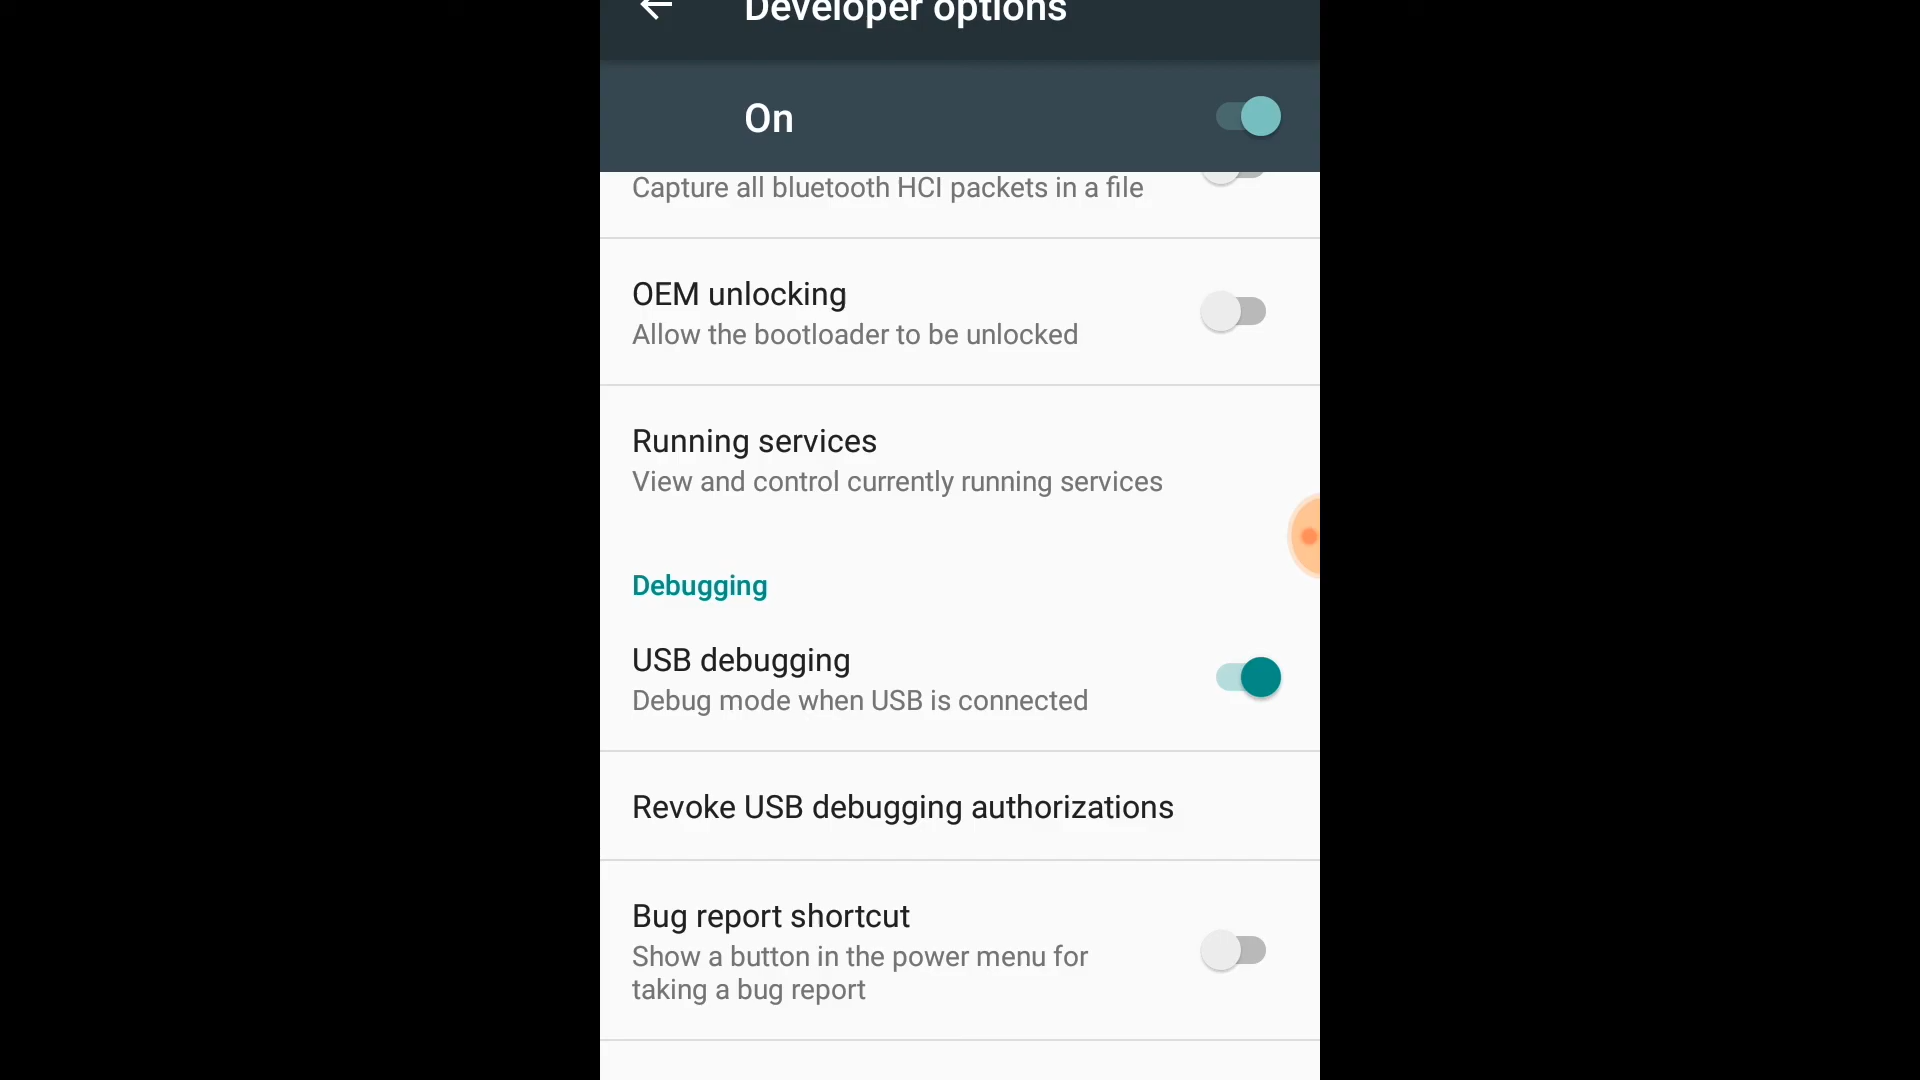 Developer options
On
Capture all bluetooth HCI packets in a file
OEM unlocking
Allow the bootloader to be unlocked
Running services
View and control currently running services
Debugging
USB debugging
Debug mode when USB is connected
Revoke USB debugging authorizations
Bug report shortcut
Show a button in the power menu for
taking a bug report